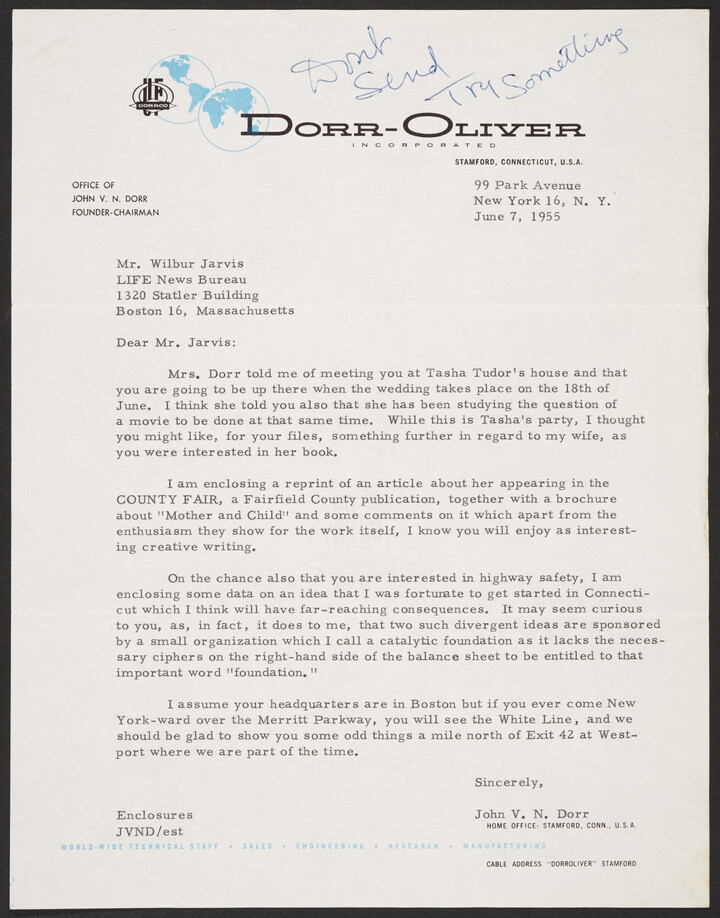 Dont
Send
Try Something
DORRCO
DORR-OLIVER
INCORPORATED
STAMFORD, CONNECTICUT, U.S.A.
OFFICE OF
JOHN V. N. DORR
FOUNDER-CHAIRMAN
99 Park Avenue
New York 16, N. Y.
June 7, 1955
Mr. Wilbur Jarvis
LIFE News Bureau
1320 Statler Building
Boston 16, Massachusetts
Dear Mr. Jarvis:
Mrs. Dorr told me of meeting you at Tasha Tudor's house and that
you are going to be up there when the wedding takes place on the 18th of
June. I think she told you also that she has been studying the question of
a movie to be done at that same time. While this is Tasha's party, I thought
you might like, for your files, something further in regard to my wife, as
you were interested in her book.
I am enclosing a reprint of an article about her appearing in the
COUNTY FAIR, a Fairfield County publication, together with a brochure
about "Mother and Child" and some comments on it which apart from the
enthusiasm they show for the work itself, I know you will enjoy as interest-
ing creative writing.
On the chance also that you are interested in highway safety, I am
enclosing some data on an idea that I was fortunate to get started in Connecti-
cut which I think will have far-reaching consequences. It may seem curious
to you, as, in fact, it does to me, that two such divergent ideas are sponsored
by a small organization which I call a catalytic foundation as it lacks the neces-
sary ciphers on the right-hand side of the balance sheet to be entitled to that
important word "foundation."
I assume your headquarters are in Boston but if you ever come New
York-ward over the Merritt Parkway, you will see the White Line, and we
should be glad to show you some odd things a mile north of Exit 42 at West-
port where we are part of the time.
Sincerely,
Enclosures
JVND/est
John V. N. Dorr
HOME OFFICE: STAMFORD, CONN., U.S.A.
WORLD-WIDE TECHNICAL STAFF • SALES • ENGINEERING • RESEARCH • MANUFACTURING
CABLE ADDRESS "DORROLIVER" STAMFORD